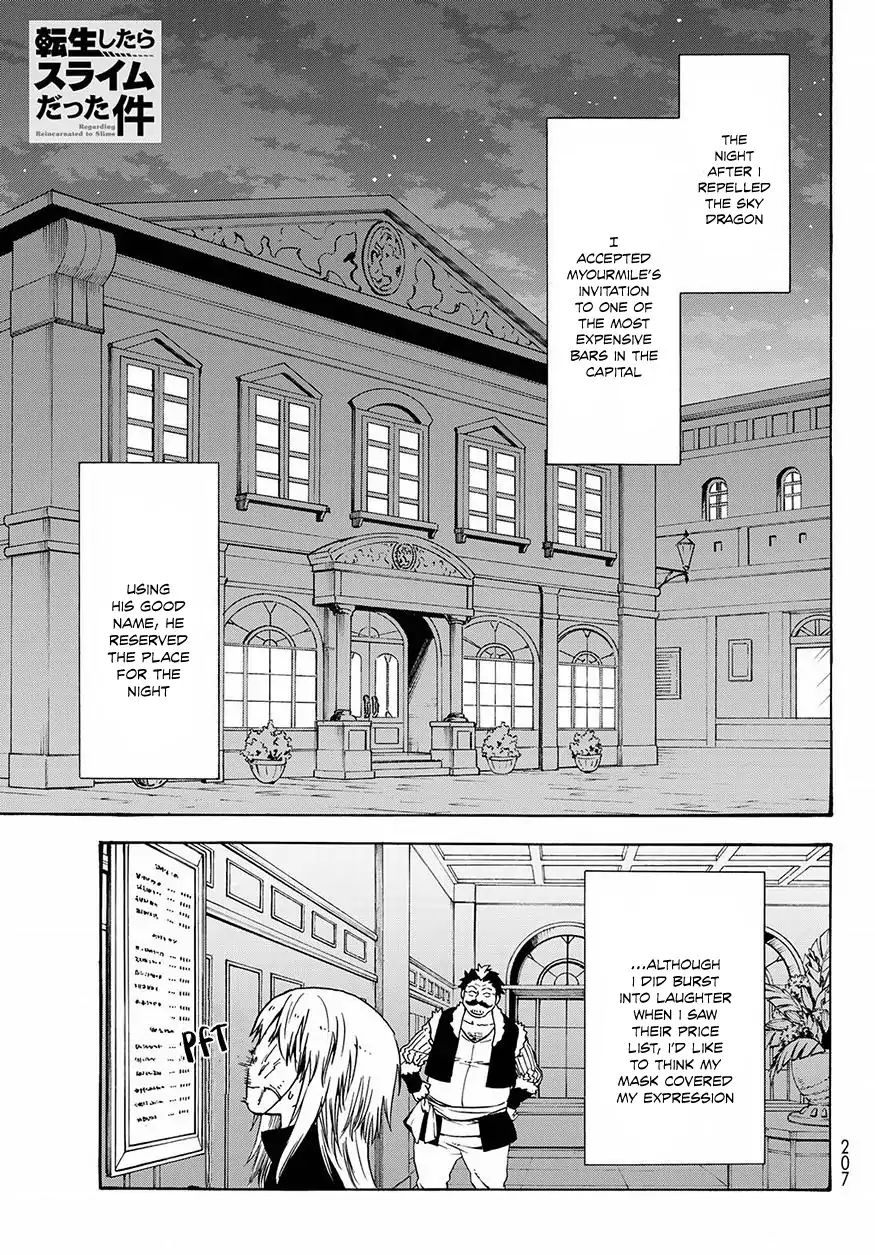 転生したら
スライム
だった件
Regarding
Reincarnated to Slime
THE
NIGHT
AFTER I
REPELLED
THE SKY
DRAGON
I
ACCEPTED
MYOURMILE'S
INVITATION
TO ONE OF
THE MOST
EXPENSIVE
BARS IN THE
CAPITAL
USING
HIS GOOD
NAME, HE
RESERVED
THE PLACE
FOR THE
NIGHT
...ALTHOUGH
I DID BURST
INTO LAUGHTER
WHEN I SAW
THEIR PRICE
LIST, I'D LIKE
TO THINK MY
MASK COVERED
MY EXPRESSION
PFT
207